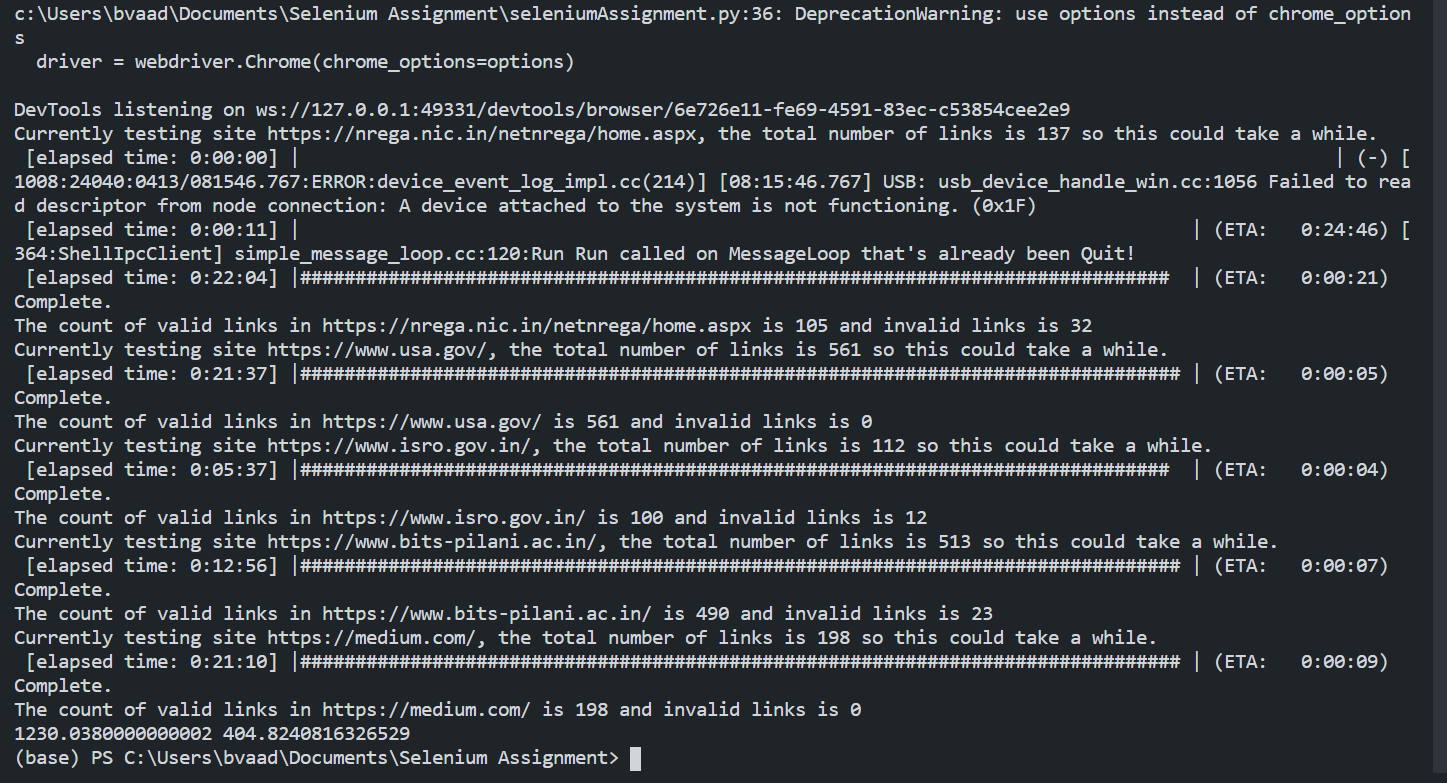 c:\Users\bvaad\Documents\Selenium Assignment\seleniumAssignment.py:36: DeprecationWarning: use options instead of chrome_option
s
  driver = webdriver.Chrome(chrome_options=options)

DevTools listening on ws://127.0.0.1:49331/devtools/browser/6e726e11-fe69-4591-83ec-c53854cee2e9
Currently testing site https://nrega.nic.in/netnrega/home.aspx, the total number of links is 137 so this could take a while.
 [elapsed time: 0:00:00] |                                                                                              | (-) [
1008:24040:0413/081546.767:ERROR:device_event_log_impl.cc(214)] [08:15:46.767] USB: usb_device_handle_win.cc:1056 Failed to rea
d descriptor from node connection: A device attached to the system is not functioning. (0x1F)
 [elapsed time: 0:00:11] |                                                                                 | (ETA:   0:24:46) [
364:ShellIpcClient] simple_message_loop.cc:120:Run Run called on MessageLoop that's already been Quit!
 [elapsed time: 0:22:04] |###############################################################################  | (ETA:   0:00:21)
Complete.
The count of valid links in https://nrega.nic.in/netnrega/home.aspx is 105 and invalid links is 32
Currently testing site https://www.usa.gov/, the total number of links is 561 so this could take a while.
 [elapsed time: 0:21:37] |################################################################################ | (ETA:   0:00:05)
Complete.
The count of valid links in https://www.usa.gov/ is 561 and invalid links is 0
Currently testing site https://www.isro.gov.in/, the total number of links is 112 so this could take a while.
 [elapsed time: 0:05:37] |###############################################################################  | (ETA:   0:00:04)
Complete.
The count of valid links in https://www.isro.gov.in/ is 100 and invalid links is 12
Currently testing site https://www.bits-pilani.ac.in/, the total number of links is 513 so this could take a while.
 [elapsed time: 0:12:56] |################################################################################ | (ETA:   0:00:07)
Complete.
The count of valid links in https://www.bits-pilani.ac.in/ is 490 and invalid links is 23
Currently testing site https://medium.com/, the total number of links is 198 so this could take a while.
 [elapsed time: 0:21:10] |################################################################################ | (ETA:   0:00:09)
Complete.
The count of valid links in https://medium.com/ is 198 and invalid links is 0
1230.0380000000002 404.8240816326529
(base) PS C:\Users\bvaad\Documents\Selenium Assignment>